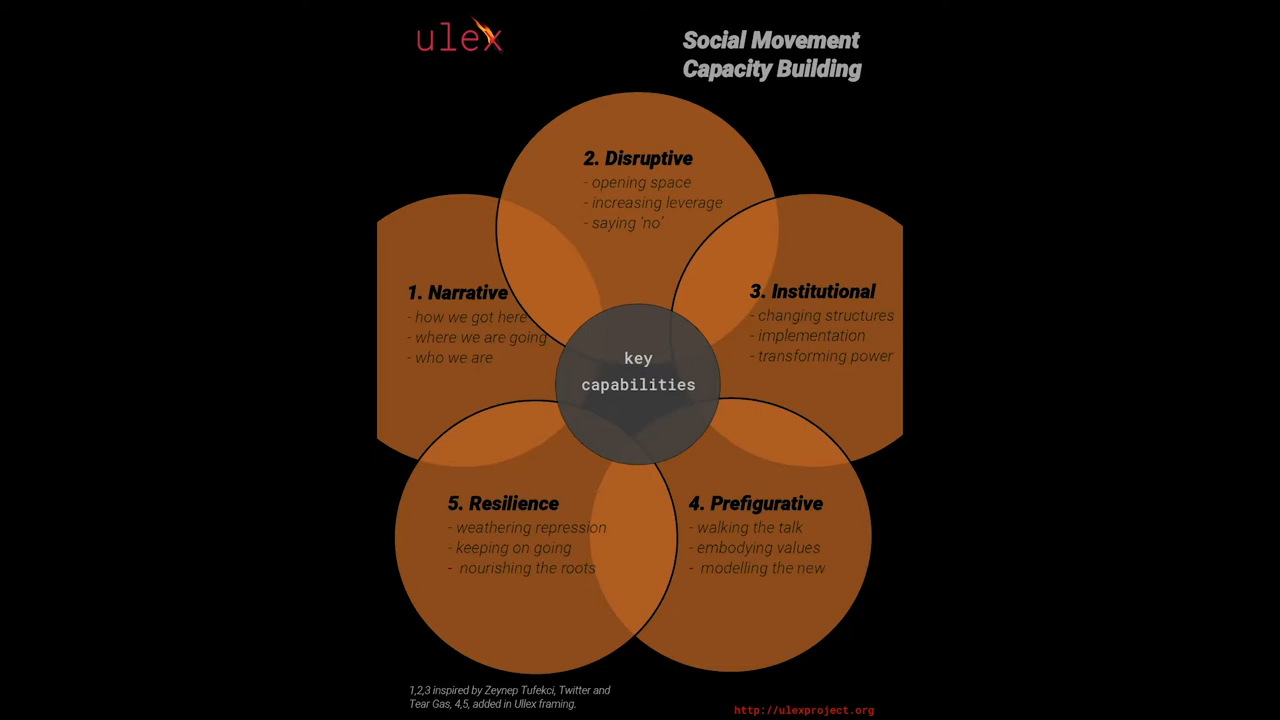 ulex
Social Movement
Capacity Building
2. Disruptive
- opening space
- increasing leverage
- saying 'no'
1. Narrative
- how we got here
- where we are going
- who we are
3. Institutional
- changing structures
- implementation
- transforming power
key
capabilities
5. Resilience
- weathering repression
- keeping on going
- nourishing the roots
4. Prefigurative
- walking the talk
- embodying values
- modelling the new
1,2,3 inspired by Zeynep Tufekci, Twitter and
Tear Gas, 4,5, added in Ullex framing.
http://ulexproject.org